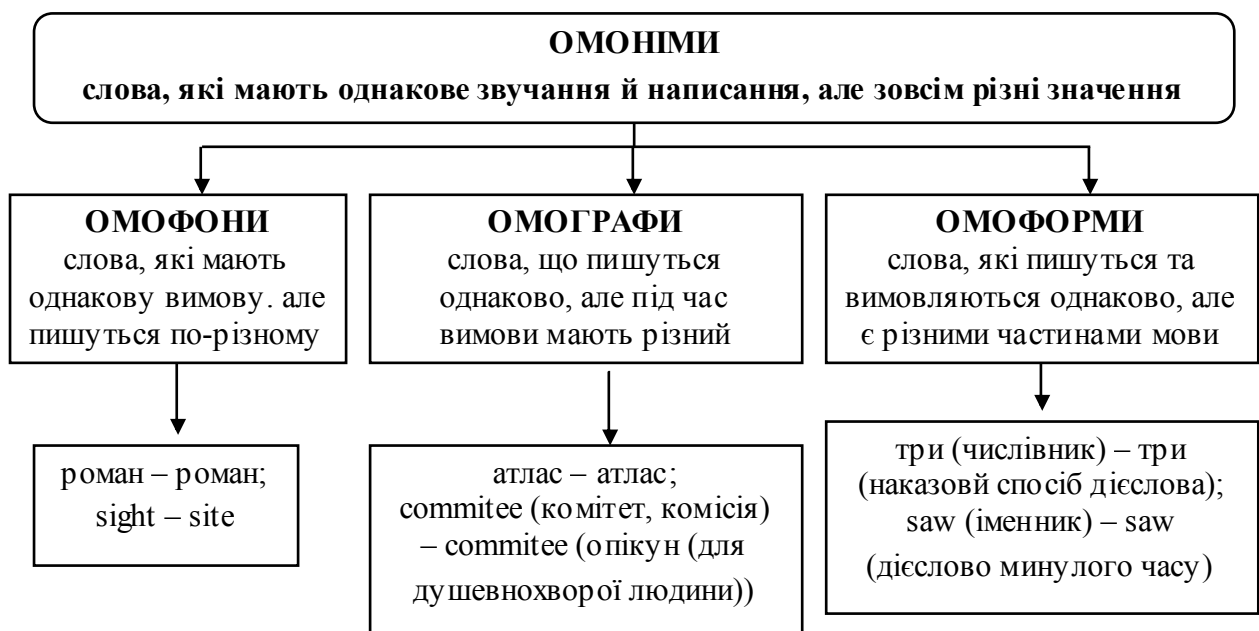 ОМОНІМИ
слова, які мають однакове звучання й написання, але зовсім різні значення
ОМОФОНИ
слова, які мають
однакову вимову. але
пишуться по-різному
ОМОГРАФИ
слова, що пишуться
однаково, але під час
вимови мають різний
ОМОФОРМИ
слова, які пишуться та
вимовляються однаково, але
є різними частинами мови
роман – роман;
sight – site
атлас – атлас;
commitee (комітет, комісія)
– commitee (опікун (для
душевнохворої людини))
три (числівник) – три
(наказовй спосіб дієслова);
saw (іменник) – saw
(дієслово минулого часу)